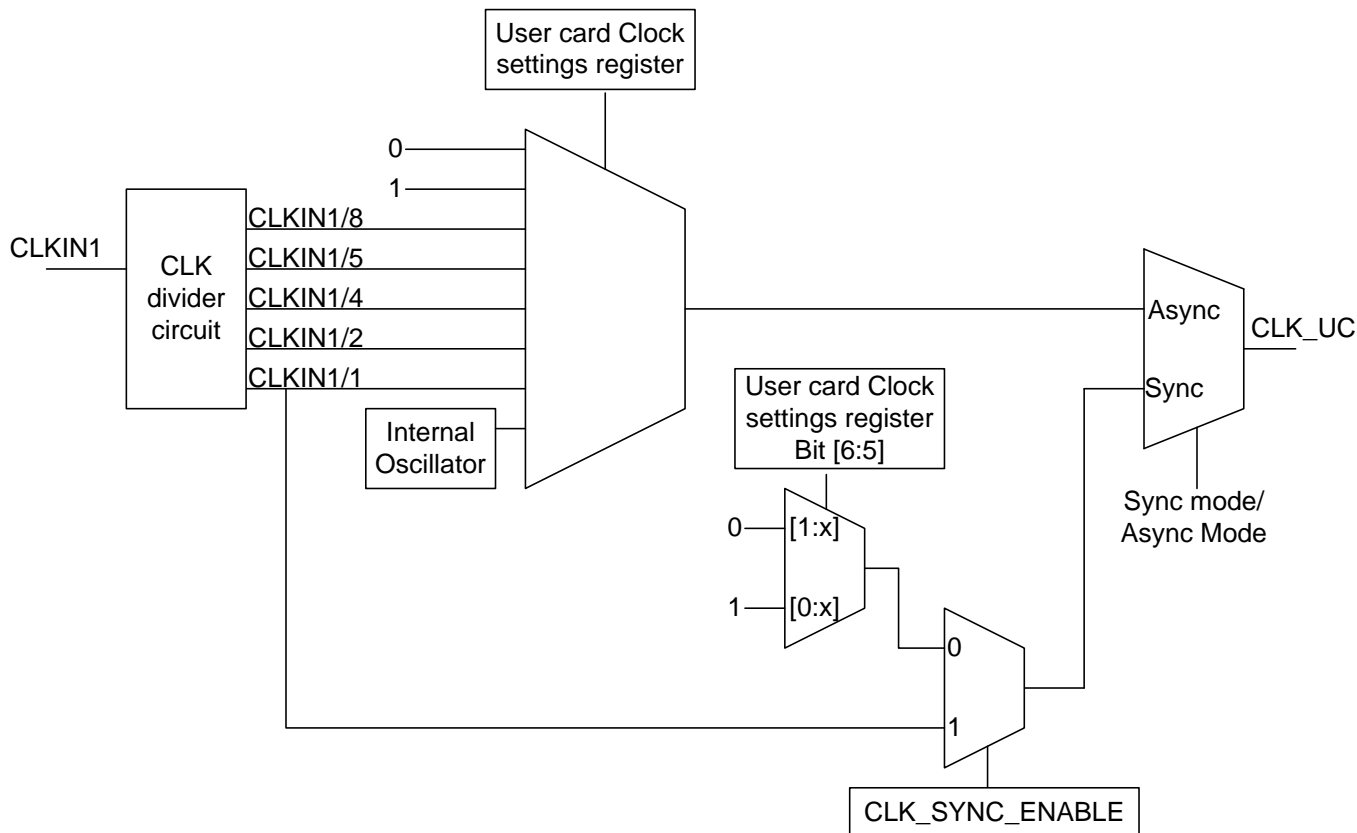 User card Clock
settings register
0
1
CLKIN1
CLK
divider
circuit
CLKIN1/8
CLKIN1/5
CLKIN1/4
CLKIN1/2
CLKIN1/1
Internal
Oscillator
Async
Sync
CLK_UC
Sync mode/
Async Mode
User card Clock
settings register
Bit [6:5]
0
[1:x]
1
[0:x]
0
1
CLK_SYNC_ENABLE